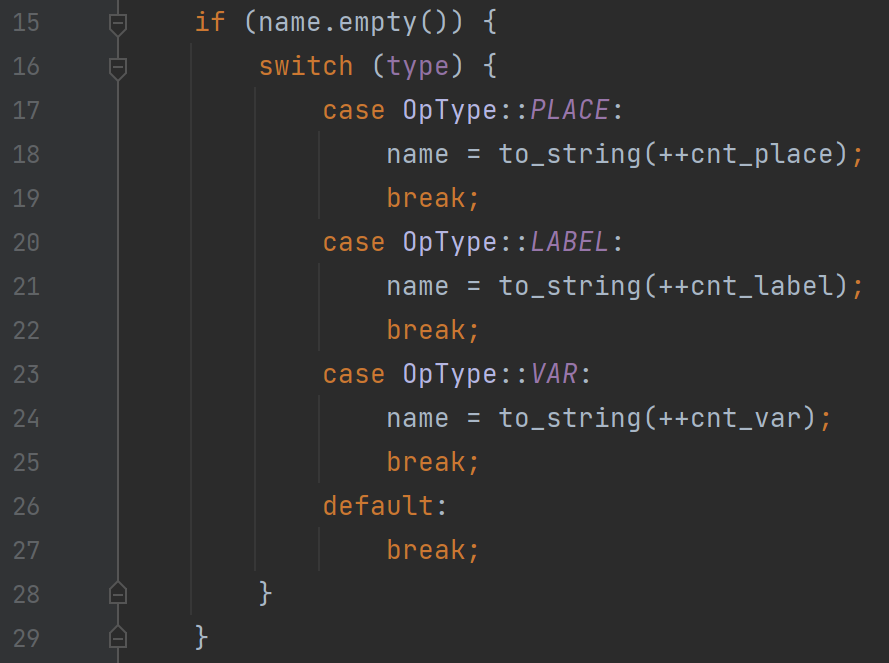 15 if (name.empty()) {
16 switch (type) {
17 case OpType::PLACE:
18 name = to_string(++cnt_place);
19 break;
20 case OpType::LABEL:
21 name = to_string(++cnt_label);
22 break;
23 case OpType::VAR:
24 name = to_string(++cnt_var);
25 break;
26 default:
27 break;
28 }
29 }